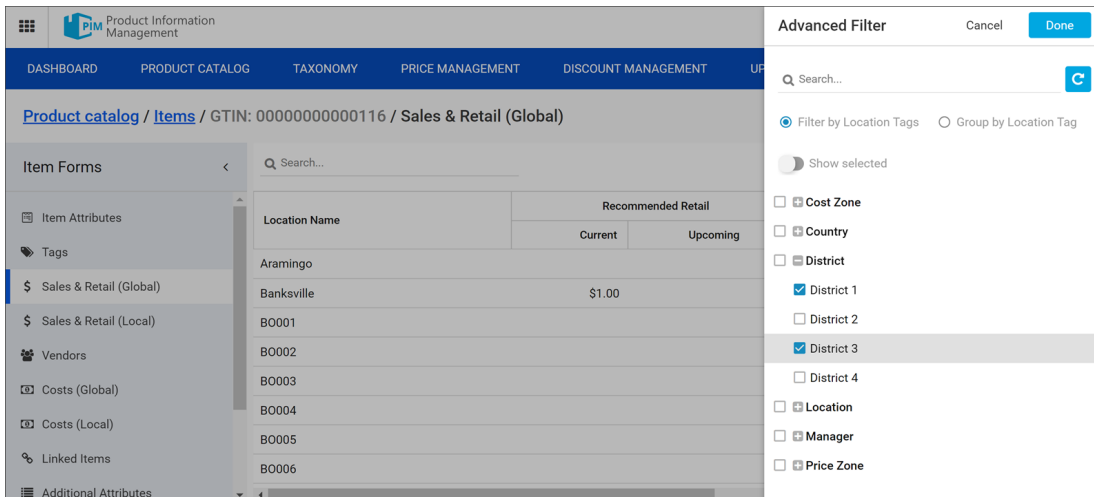 PIM Product Information Management
DASHBOARD PRODUCT CATALOG TAXONOMY PRICE MANAGEMENT DISCOUNT MANAGEMENT UP
Product catalog / Items / GTIN: 00000000000116 / Sales & Retail (Global)
Item Forms
Item Attributes
Tags
$ Sales & Retail (Global)
$ Sales & Retail (Local)
Vendors
Costs (Global)
Costs (Local)
Linked Items
Additional Attributes
Search...
Location Name
Recommended Retail
Current Upcoming
Aramingo
Banksville $1.00
BO001
BO002
BO003
BO004
BO005
BO006
Advanced Filter Cancel Done
Search...
Filter by Location Tags Group by Location Tag
Show selected
Cost Zone
Country
District
District 1
District 2
District 3
District 4
Location
Manager
Price Zone